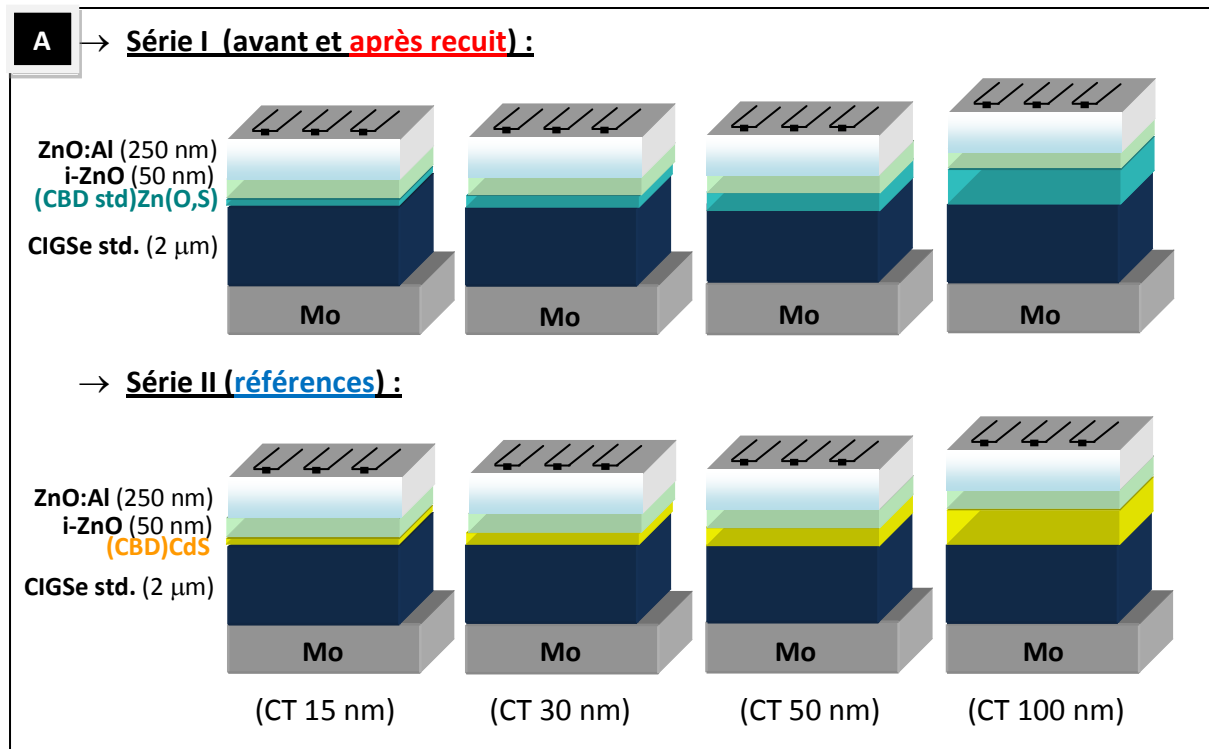 A → Série I (avant et après recuit) :
ZnO:Al (250 nm)
i-ZnO (50 nm)
(CBD std)Zn(O,S)
CIGSe std. (2 μm)
Mo Mo Mo Mo
→ Série II (références) :
ZnO:Al (250 nm)
i-ZnO (50 nm)
(CBD)CdS
CIGSe std. (2 μm)
Mo Mo Mo Mo
(CT 15 nm) (CT 30 nm) (CT 50 nm) (CT 100 nm)